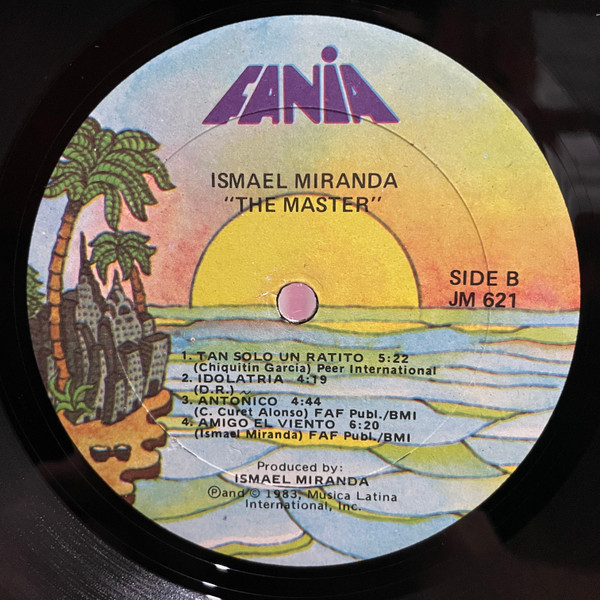 FANIA
ISMAEL MIRANDA
"THE MASTER"
SIDE B
JM 621
1. TAN SOLO UN RATITO 5:22
(Chiquitin Garcia) Peer International
2. IDOLATRIA 4:19
(D.R.)
3. ANTONICO 4:44
(C. Curet Alonso) FAF Publ./BMI
4. AMIGO EL VIENTO 6:20
(Ismael Miranda) FAF Publ./BMI
Produced by:
ISMAEL MIRANDA
Ⓟand © 1983, Musica Latina
International, Inc.